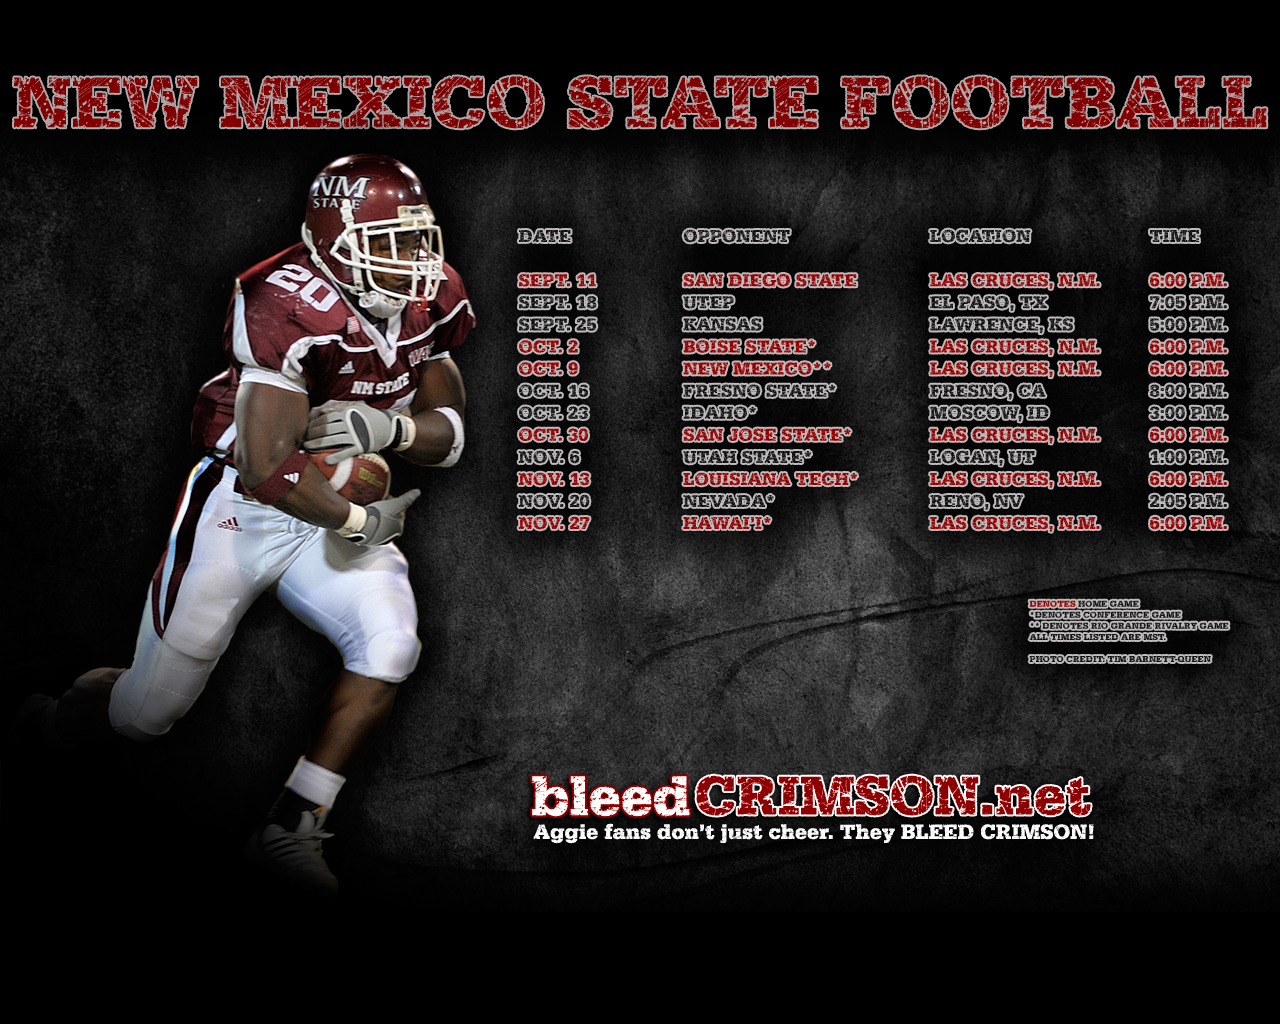 NEW MEXICO STATE FOOTBALL
NM
STATE
20
NM STATE
adidas
DATE OPPONENT LOCATION TIME
SEPT. 11 SAN DIEGO STATE LAS CRUCES, N.M. 6:00 P.M.
SEPT. 18 UTEP EL PASO, TX 7:05 P.M.
SEPT. 25 KANSAS LAWRENCE, KS 5:00 P.M.
OCT. 2 BOISE STATE* LAS CRUCES, N.M. 6:00 P.M.
OCT. 9 NEW MEXICO** LAS CRUCES, N.M. 6:00 P.M.
OCT. 16 FRESNO STATE* FRESNO, CA 8:00 P.M.
OCT. 23 IDAHO* MOSCOW, ID 3:00 P.M.
OCT. 30 SAN JOSE STATE* LAS CRUCES, N.M. 6:00 P.M.
NOV. 6 UTAH STATE* LOGAN, UT 1:00 P.M.
NOV. 13 LOUISIANA TECH* LAS CRUCES, N.M. 6:00 P.M.
NOV. 20 NEVADA* RENO, NV 2:05 P.M.
NOV. 27 HAWAI'I* LAS CRUCES, N.M. 6:00 P.M.
DENOTES HOME GAME
*DENOTES CONFERENCE GAME
**DENOTES RIO GRANDE RIVALRY GAME
ALL TIMES LISTED ARE MST.
PHOTO CREDIT: TIM BARNETT-QUEEN
bleedCRIMSON.net
Aggie fans don't just cheer. They BLEED CRIMSON!